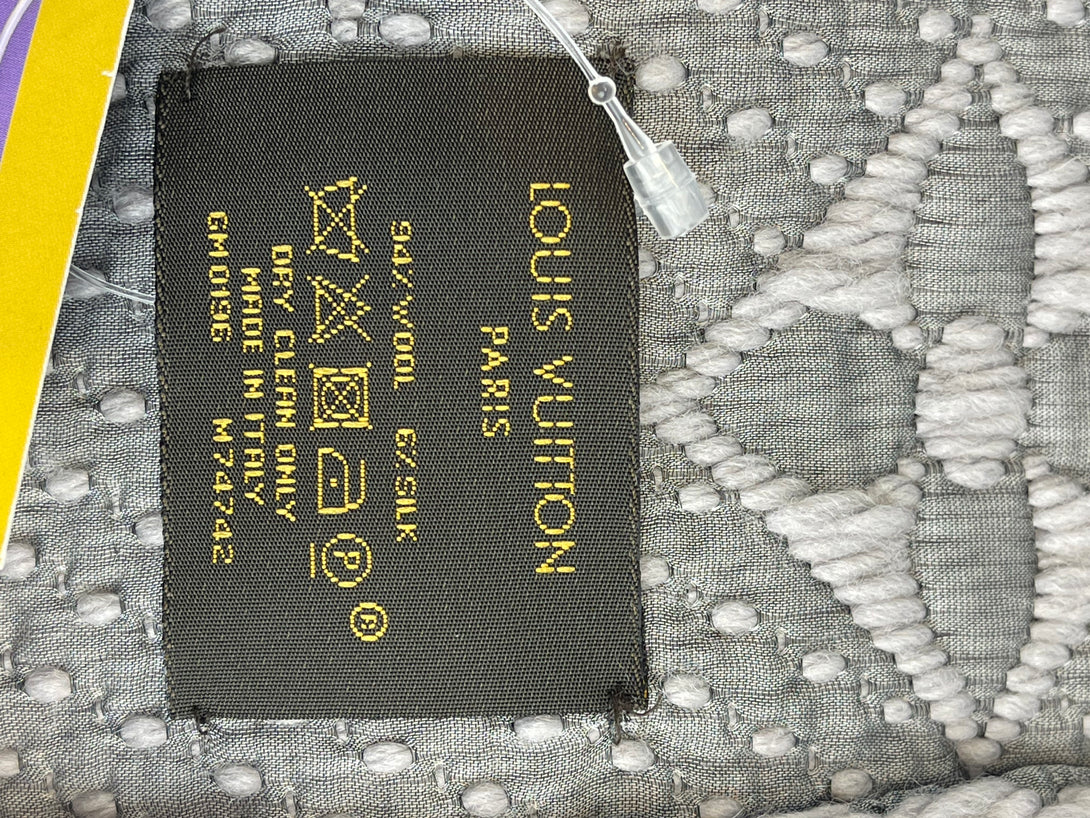 LOUIS VUITTON
PARIS
94% WOOL 6% SILK
P
®
DRY CLEAN ONLY
MADE IN ITALY
GM0196 M74742